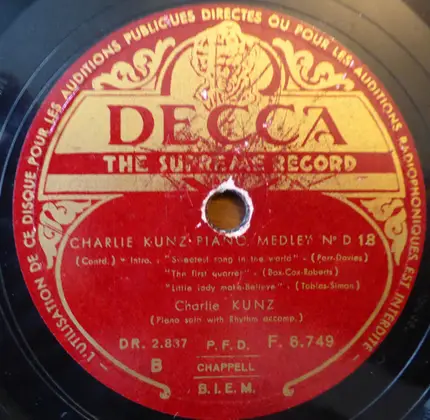 - L'UTILISATION DE CE DISQUE POUR LES AUDITIONS PUBLIQUES DIRECTES OU POUR LES AUDITIONS RADIOPHONIQUES EST INTERDITE -
DECCA
THE SUPREME RECORD
CHARLIE KUNZ PIANO MEDLEY No D 18
(Contd.) "Intro. - "Sweetest song in the world" - (Parr-Davies)
"The first quarrel" - (Box-Cox-Roberts)
"Little lady make-believe" - (Tobias-Simon)
Charlie KUNZ
(Piano solo with Rhythm accomp.)
DR. 2.837 P.F.D. F. 6.749
B CHAPPELL
B.I.E.M.